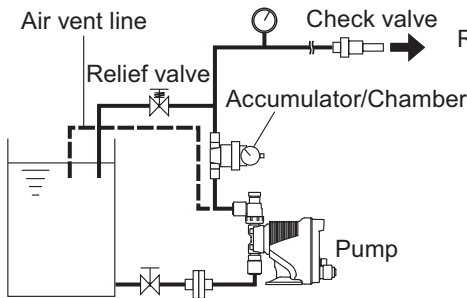 Air vent line
Check valve
R
Relief valve
Accumulator/Chamber
Pump